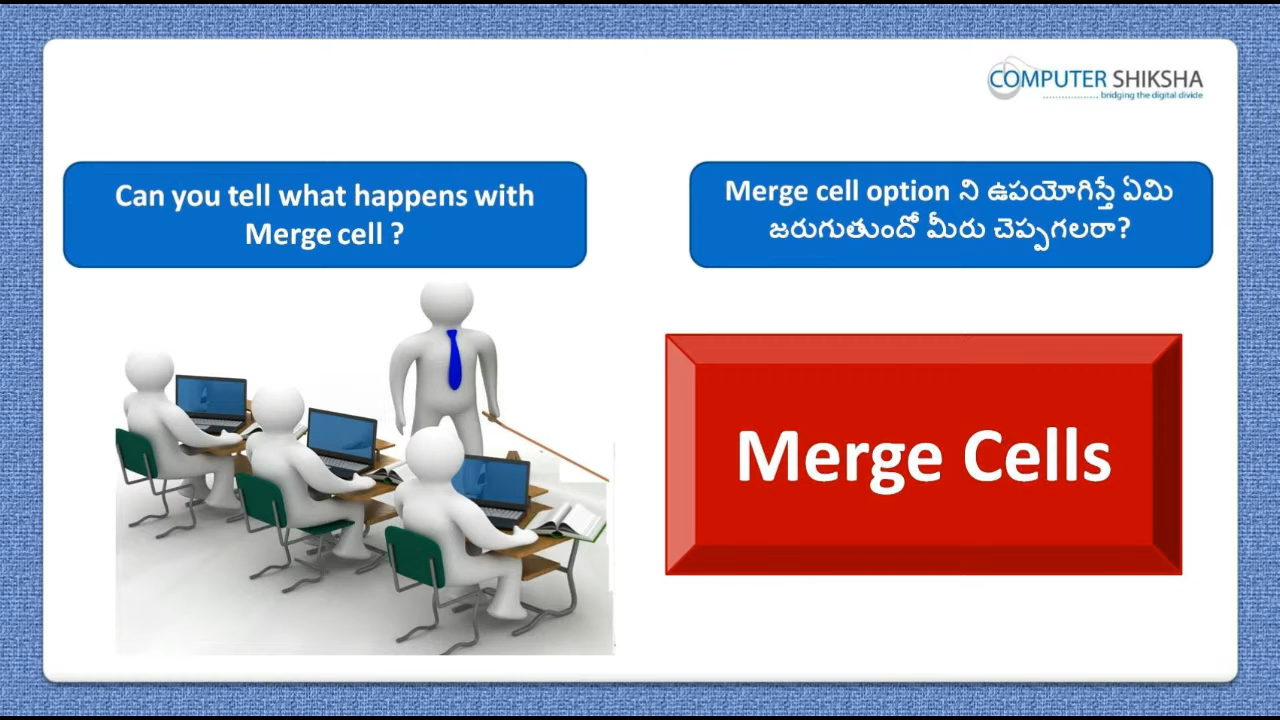 COMPUTER SHIKSHA
bridging the digital divide
Can you tell what happens with
Merge cell ?
Merge cell option ని ఉపయోగిస్తే ఏమి
జరుగుతుందో మీరు చెప్పగలరా?
Merge Cells